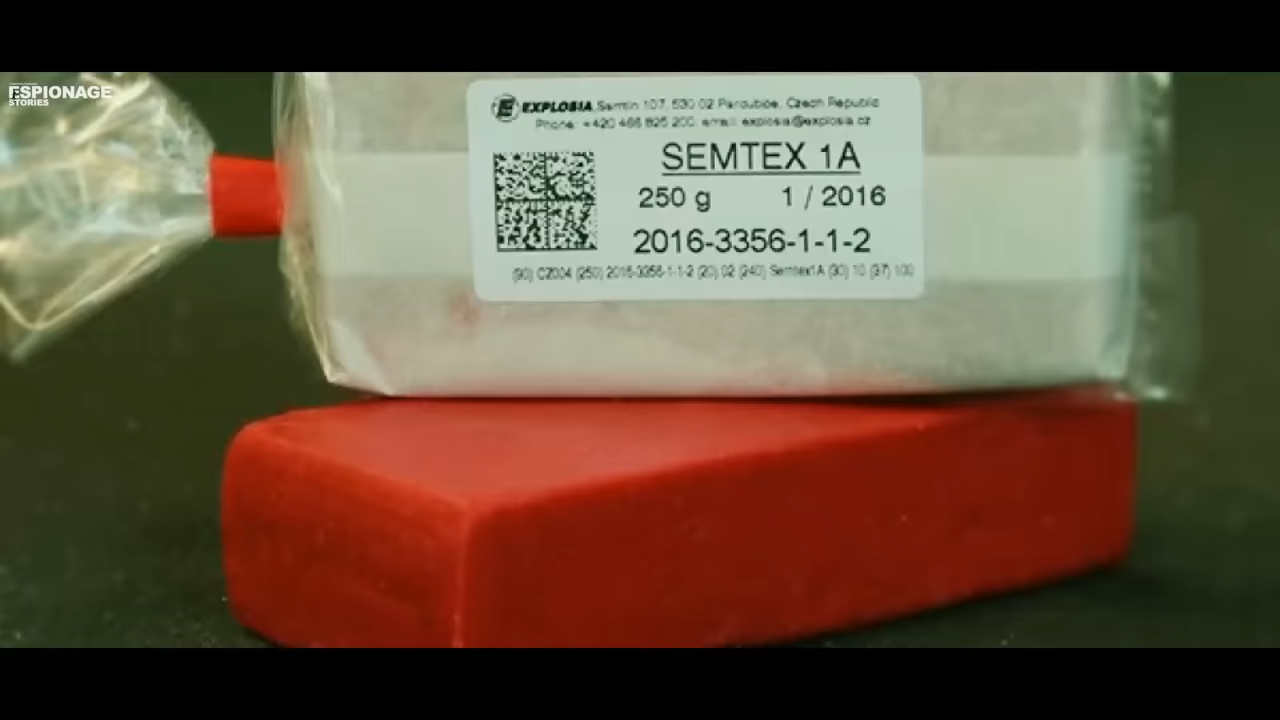 ESPIONAGE
STORIES
EXPLOSIA Semtin 107, 530 02 Pardubice, Czech Republic
Phone: +420 466 825 200, email: explosia@explosia.cz
SEMTEX 1A
250 g 1 / 2016
2016-3356-1-1-2
(90) CZ004 (250) 2016-3356-1-1-2 (20) 02 (240) Semtex1A (30) 10 (37) 100